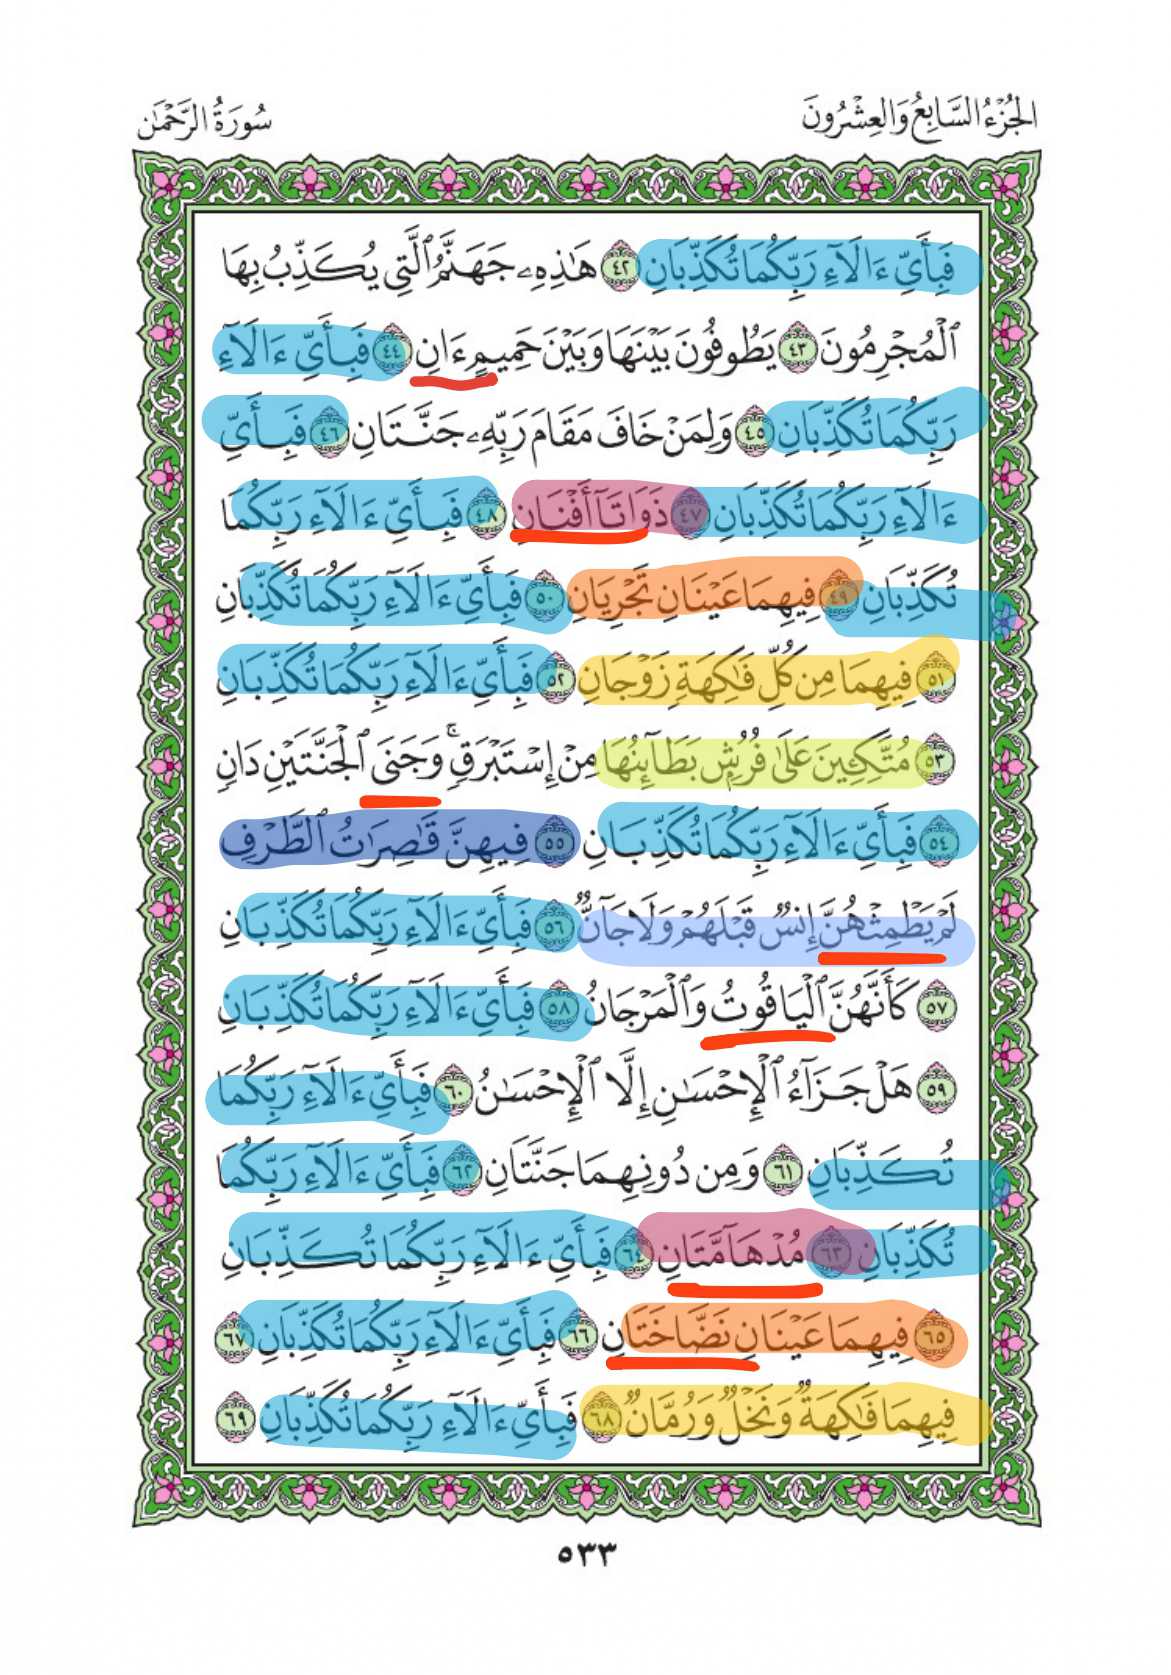 الجُزْءُ السَّابِعُ وَالعِشْرُونَ
سُورَةُ الرَّحْمَٰن
فَبِأَيِّ ءَالَآءِ رَبِّكُمَا تُكَذِّبَانِ ٤٢ هَٰذِهِۦ جَهَنَّمُ ٱلَّتِي يُكَذِّبُ بِهَا
ٱلْمُجْرِمُونَ ٤٣ يَطُوفُونَ بَيْنَهَا وَبَيْنَ حَمِيمٍ ءَانٍ ٤٤ فَبِأَيِّ ءَالَآءِ
رَبِّكُمَا تُكَذِّبَانِ ٤٥ وَلِمَنْ خَافَ مَقَامَ رَبِّهِۦ جَنَّتَانِ ٤٦ فَبِأَيِّ
ءَالَآءِ رَبِّكُمَا تُكَذِّبَانِ ٤٧ ذَوَاتَآ أَفْنَانٍ ٤٨ فَبِأَيِّ ءَالَآءِ رَبِّكُمَا
تُكَذِّبَانِ ٤٩ فِيهِمَا عَيْنَانِ تَجْرِيَانِ ٥٠ فَبِأَيِّ ءَالَآءِ رَبِّكُمَا تُكَذِّبَانِ
٥١ فِيهِمَا مِن كُلِّ فَٰكِهَةٍ زَوْجَانِ ٥٢ فَبِأَيِّ ءَالَآءِ رَبِّكُمَا تُكَذِّبَانِ
٥٣ مُتَّكِـِٔينَ عَلَىٰ فُرُشٍۭ بَطَآئِنُهَا مِنْ إِسْتَبْرَقٍۚ وَجَنَى ٱلْجَنَّتَيْنِ دَانٍ
٥٤ فَبِأَيِّ ءَالَآءِ رَبِّكُمَا تُكَذِّبَانِ ٥٥ فِيهِنَّ قَٰصِرَٰتُ ٱلطَّرْفِ
لَمْ يَطْمِثْهُنَّ إِنسٌ قَبْلَهُمْ وَلَا جَآنٌّ ٥٦ فَبِأَيِّ ءَالَآءِ رَبِّكُمَا تُكَذِّبَانِ
٥٧ كَأَنَّهُنَّ ٱلْيَاقُوتُ وَٱلْمَرْجَانُ ٥٨ فَبِأَيِّ ءَالَآءِ رَبِّكُمَا تُكَذِّبَانِ
٥٩ هَلْ جَزَآءُ ٱلْإِحْسَٰنِ إِلَّا ٱلْإِحْسَٰنُ ٦٠ فَبِأَيِّ ءَالَآءِ رَبِّكُمَا
تُكَذِّبَانِ ٦١ وَمِن دُونِهِمَا جَنَّتَانِ ٦٢ فَبِأَيِّ ءَالَآءِ رَبِّكُمَا
تُكَذِّبَانِ ٦٣ مُدْهَآمَّتَانِ ٦٤ فَبِأَيِّ ءَالَآءِ رَبِّكُمَا تُكَذِّبَانِ
٦٥ فِيهِمَا عَيْنَانِ نَضَّاخَتَانِ ٦٦ فَبِأَيِّ ءَالَآءِ رَبِّكُمَا تُكَذِّبَانِ ٦٧
فِيهِمَا فَٰكِهَةٌ وَنَخْلٌ وَرُمَّانٌ ٦٨ فَبِأَيِّ ءَالَآءِ رَبِّكُمَا تُكَذِّبَانِ ٦٩
٥٣٣